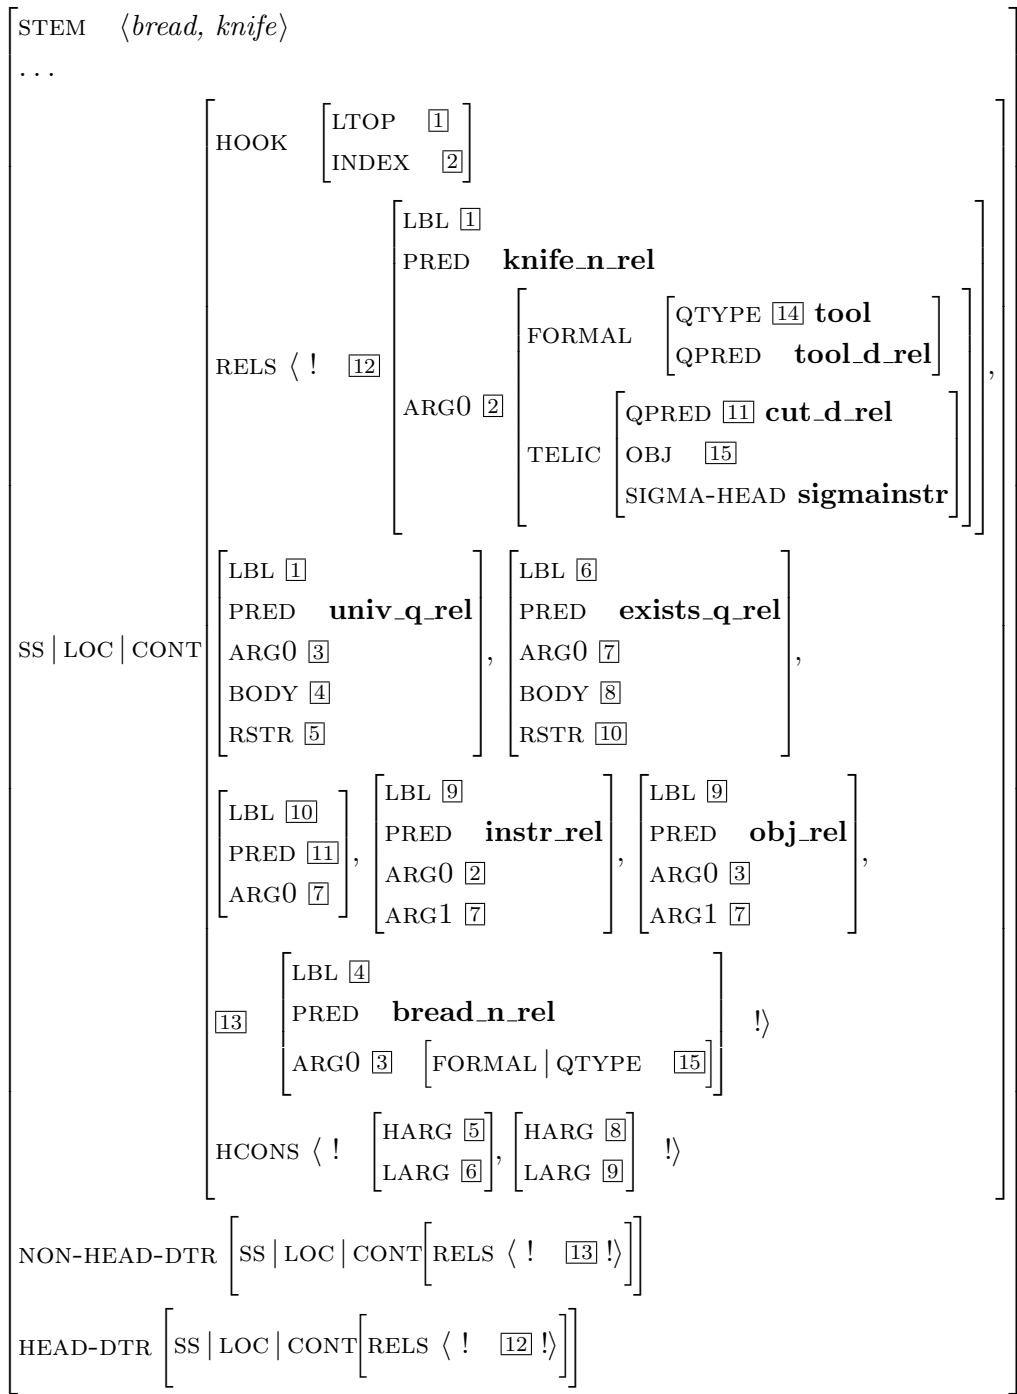 STEM ⟨bread, knife⟩
...
HOOK
LTOP 1
INDEX 2
LBL 1
PRED knife_n_rel
FORMAL
QTYPE 14 tool
QPRED tool_d_rel
RELS ⟨ ! 12
ARG0 2
,
TELIC
QPRED 11 cut_d_rel
OBJ 15
SIGMA-HEAD sigmainstr
SS | LOC | CONT
LBL 1
PRED univ_q_rel
ARG0 3
BODY 4
RSTR 5
,
LBL 6
PRED exists_q_rel
ARG0 7
BODY 8
RSTR 10
,
LBL 10
PRED 11
ARG0 7
,
LBL 9
PRED instr_rel
ARG0 2
ARG1 7
,
LBL 9
PRED obj_rel
ARG0 3
ARG1 7
,
13
LBL 4
PRED bread_n_rel
ARG0 3 [FORMAL | QTYPE 15]
!⟩
HCONS ⟨ !
HARG 5
LARG 6
,
HARG 8
LARG 9
!⟩
NON-HEAD-DTR [SS | LOC | CONT[RELS ⟨ ! 13 !⟩]]
HEAD-DTR [SS | LOC | CONT[RELS ⟨ ! 12 !⟩]]